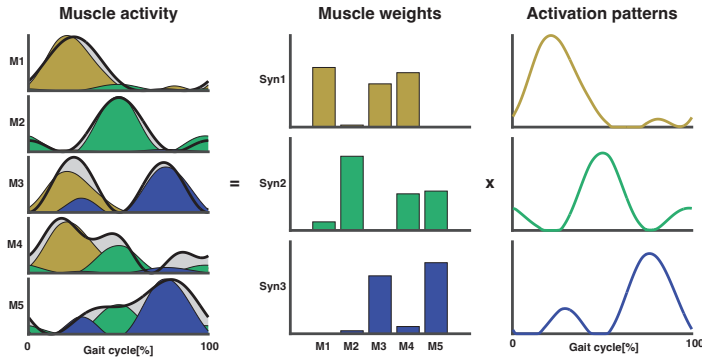 Muscle activity
Muscle weights
Activation patterns
M1
M2
M3
M4
M5
0
100
Gait cycle[%]
=
Syn1
Syn2
Syn3
M1 M2 M3 M4 M5
x
0
100
Gait cycle[%]